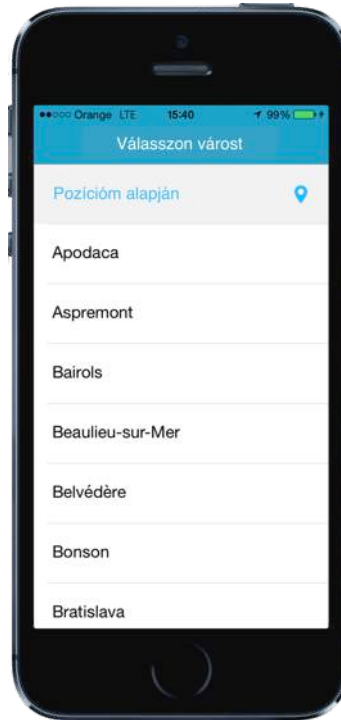 Orange LTE 15:40 99%
Válasszon várost
Pozícióm alapján
Apodaca
Aspremont
Bairols
Beaulieu-sur-Mer
Belvédère
Bonson
Bratislava